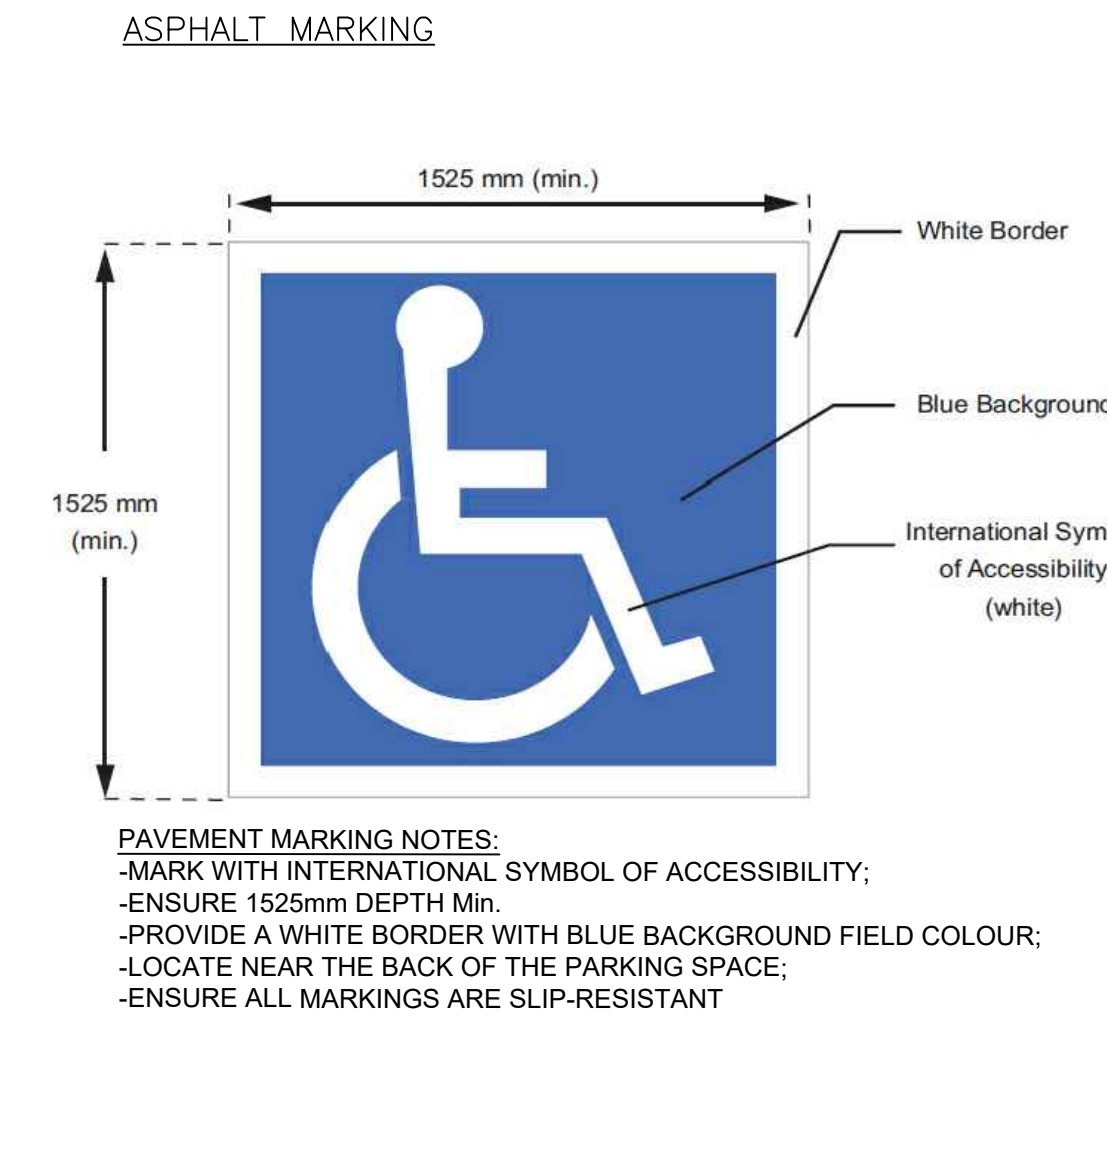 ASPHALT MARKING
1525 mm (min.)
White Border
Blue Background
1525 mm
(min.)
International Sym
of Accessibility
(white)
PAVEMENT MARKING NOTES:
-MARK WITH INTERNATIONAL SYMBOL OF ACCESSIBILITY;
-ENSURE 1525mm DEPTH Min.
-PROVIDE A WHITE BORDER WITH BLUE BACKGROUND FIELD COLOUR;
-LOCATE NEAR THE BACK OF THE PARKING SPACE;
-ENSURE ALL MARKINGS ARE SLIP-RESISTANT